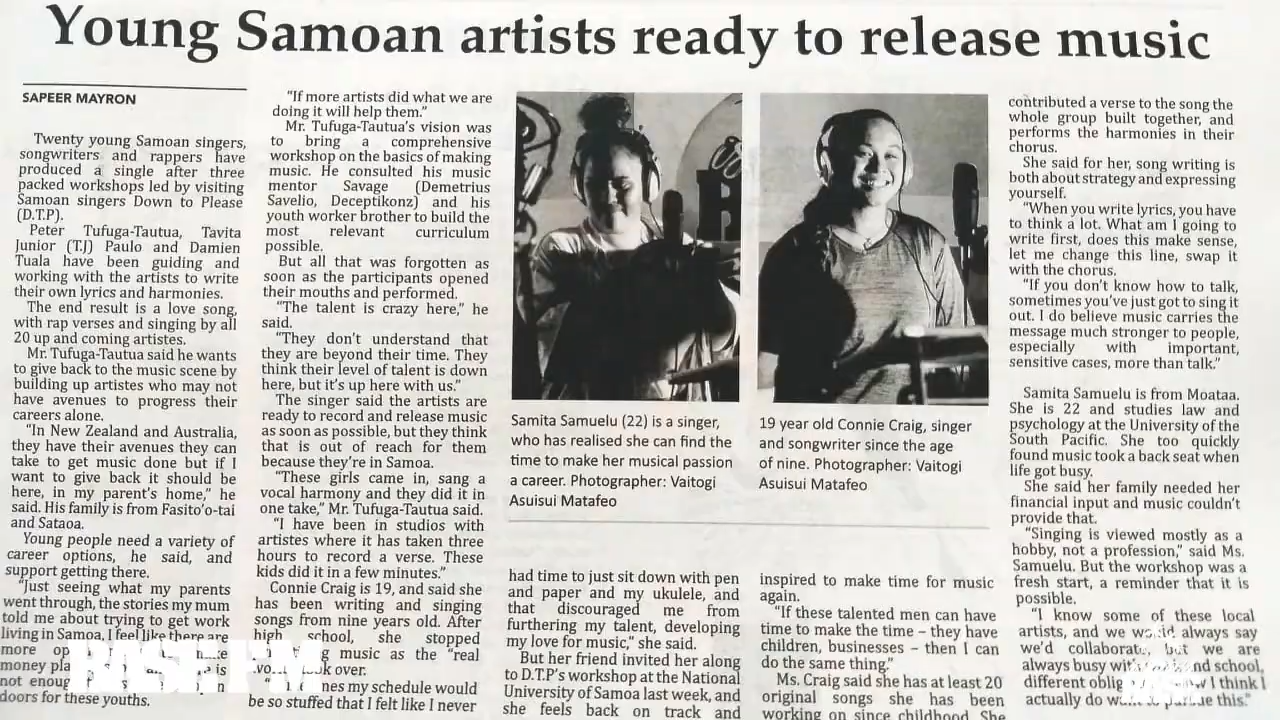 Young Samoan artists ready to release music
SAPEER MAYRON
Twenty young Samoan singers,
songwriters and rappers have
produced a single after three
packed workshops led by visiting
Samoan singers Down to Please
(D.T.P).
Peter Tufuga-Tautua, Tavita
Junior (T.J) Paulo and Damien
Tuala have been guiding and
working with the artists to write
their own lyrics and harmonies.
The end result is a love song,
with rap verses and singing by all
20 up and coming artistes.
Mr. Tufuga-Tautua said he wants
to give back to the music scene by
building up artistes who may not
have avenues to progress their
careers alone.
"In New Zealand and Australia,
they have their avenues they can
take to get music done but if I
want to give back it should be
here, in my parent's home," he
said. His family is from Fasito'o-tai
and Sataoa.
Young people need a variety of
career options, he said, and
support getting there.
"Just seeing what my parents
went through, the stories my mum
told me about trying to get work
living in Samoa, I feel like there are
more
money
not
doors for these youths.
"If more artists did what we are
doing it will help them."
Mr. Tufuga-Tautua's vision was
to bring a comprehensive
workshop on the basics of making
music. He consulted his music
mentor Savage (Demetrius
Savelio, Deceptikonz) and his
youth worker brother to build the
most relevant curriculum
possible.
But all that was forgotten as
soon as the participants opened
their mouths and performed.
"The talent is crazy here," he
said.
"They don't understand that
they are beyond their time. They
think their level of talent is down
here, but it's up here with us."
The singer said the artists are
ready to record and release music
as soon as possible, but they think
that is out of reach for them
because they're in Samoa.
"These girls came in, sang a
vocal harmony and they did it in
one take," Mr. Tufuga-Tautua said.
"I have been in studios with
artistes where it has taken three
hours to record a verse. These
kids did it in a few minutes."
Connie Craig is 19, and said she
has been writing and singing
songs from nine years old. After
high school, she stopped
music as the "real
over.
my schedule would
be so stuffed that I felt like I never
Samita Samuelu (22) is a singer,
who has realised she can find the
time to make her musical passion
a career. Photographer: Vaitogi
Asuisui Matafeo
19 year old Connie Craig, singer
and songwriter since the age
of nine. Photographer: Vaitogi
Asuisui Matafeo
had time to just sit down with pen
and paper and my ukulele, and
that discouraged me from
furthering my talent, developing
my love for music," she said.
But her friend invited her along
to D.T.P's workshop at the National
University of Samoa last week, and
she feels back on track and
inspired to make time for music
again.
"If these talented men can have
time to make the time – they have
children, businesses – then I can
do the same thing."
Ms. Craig said she has at least 20
original songs she has been
working on since childhood. She
contributed a verse to the song the
whole group built together, and
performs the harmonies in their
chorus.
She said for her, song writing is
both about strategy and expressing
yourself.
"When you write lyrics, you have
to think a lot. What am I going to
write first, does this make sense,
let me change this line, swap it
with the chorus.
"If you don't know how to talk,
sometimes you've just got to sing it
out. I do believe music carries the
message much stronger to people,
especially with important,
sensitive cases, more than talk."
Samita Samuelu is from Moataa.
She is 22 and studies law and
psychology at the University of the
South Pacific. She too quickly
found music took a back seat when
life got busy.
She said her family needed her
financial input and music couldn't
provide that.
"Singing is viewed mostly as a
hobby, not a profession," said Ms.
Samuelu. But the workshop was a
fresh start, a reminder that it is
possible.
"I know some of these local
artists, and we would always say
we'd collaborate, but we are
always busy with and school,
different I think I
actually do want to pursue this."
BASE FM
BASE